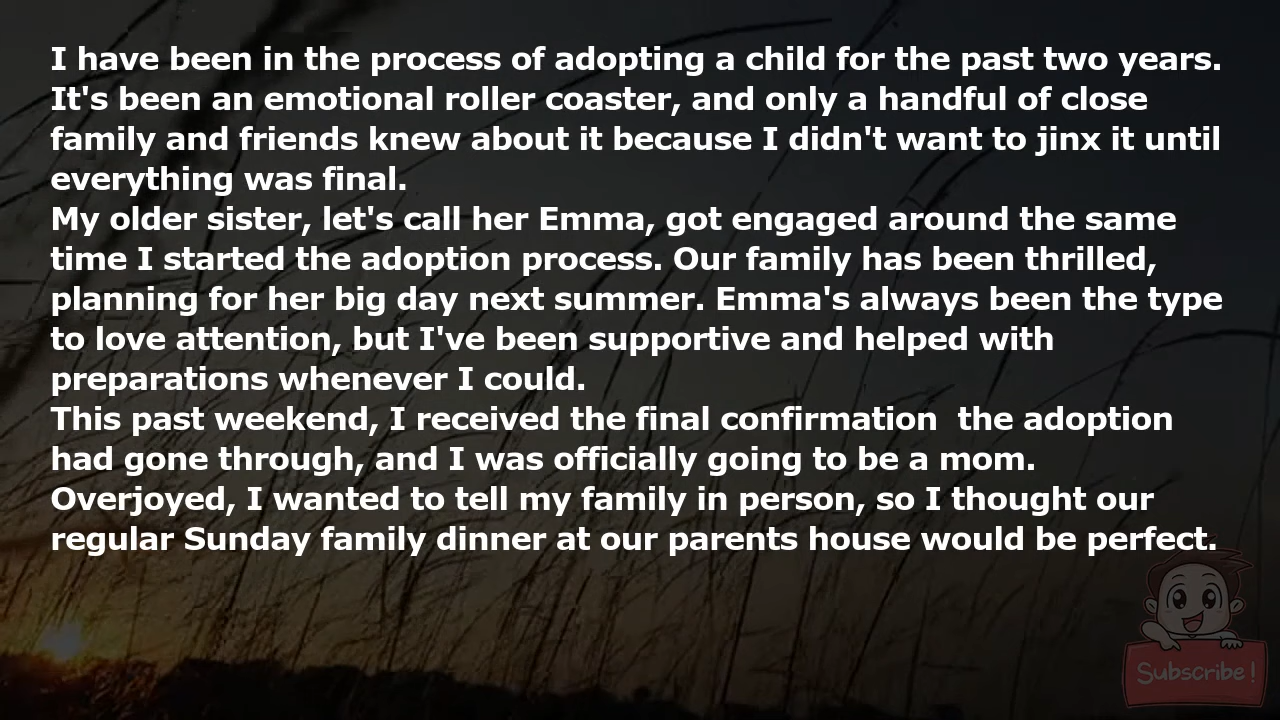 I have been in the process of adopting a child for the past two years.
It's been an emotional roller coaster, and only a handful of close
family and friends knew about it because I didn't want to jinx it until
everything was final.
My older sister, let's call her Emma, got engaged around the same
time I started the adoption process. Our family has been thrilled,
planning for her big day next summer. Emma's always been the type
to love attention, but I've been supportive and helped with
preparations whenever I could.
This past weekend, I received the final confirmation  the adoption
had gone through, and I was officially going to be a mom.
Overjoyed, I wanted to tell my family in person, so I thought our
regular Sunday family dinner at our parents house would be perfect.
Subscribe!